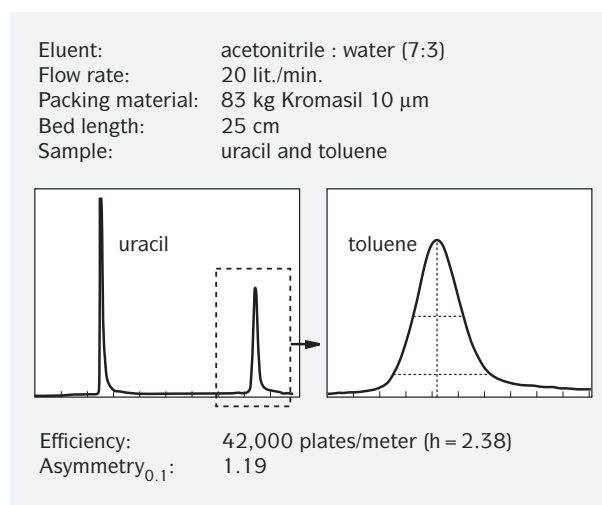 Eluent: acetonitrile : water (7:3)
Flow rate: 20 lit./min.
Packing material: 83 kg Kromasil 10 μm
Bed length: 25 cm
Sample: uracil and toluene
uracil
toluene
Efficiency: 42,000 plates/meter (h = 2.38)
Asymmetry0.1: 1.19